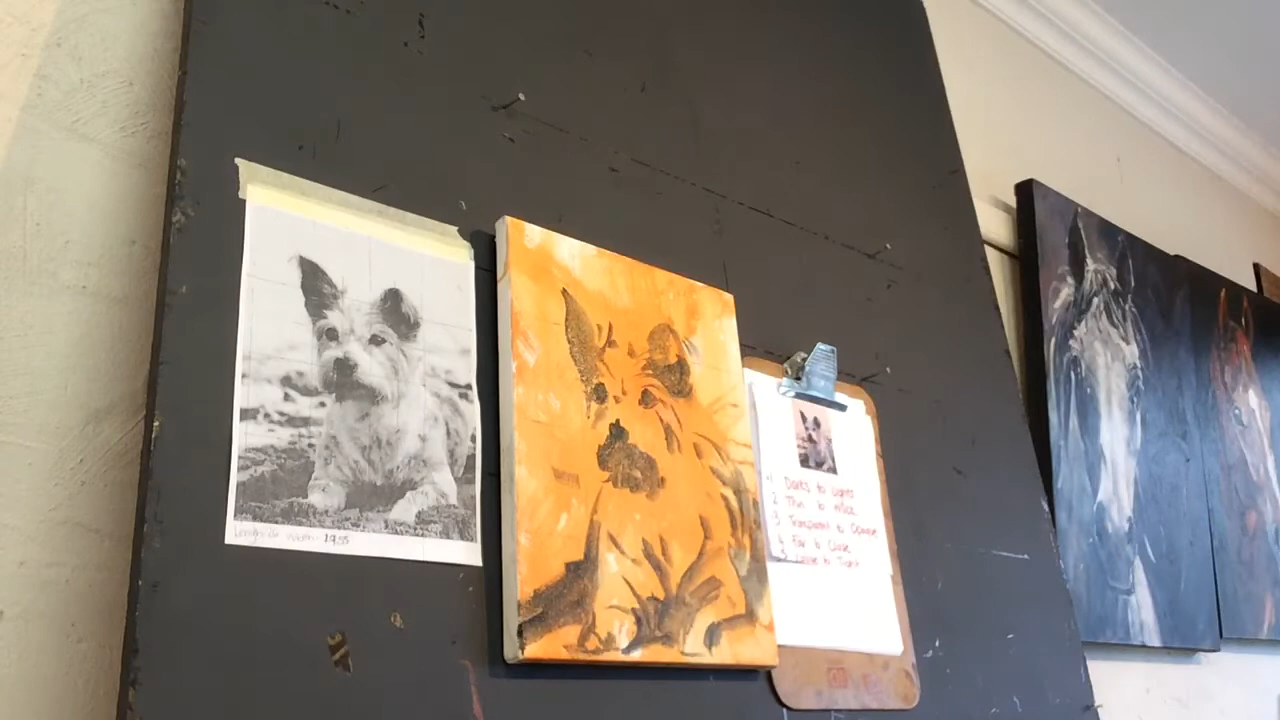 1 Darks to Lights
2 Thin to Thick
3 Transparent to Opaque
4 Far to Close
5 Loose to Tight